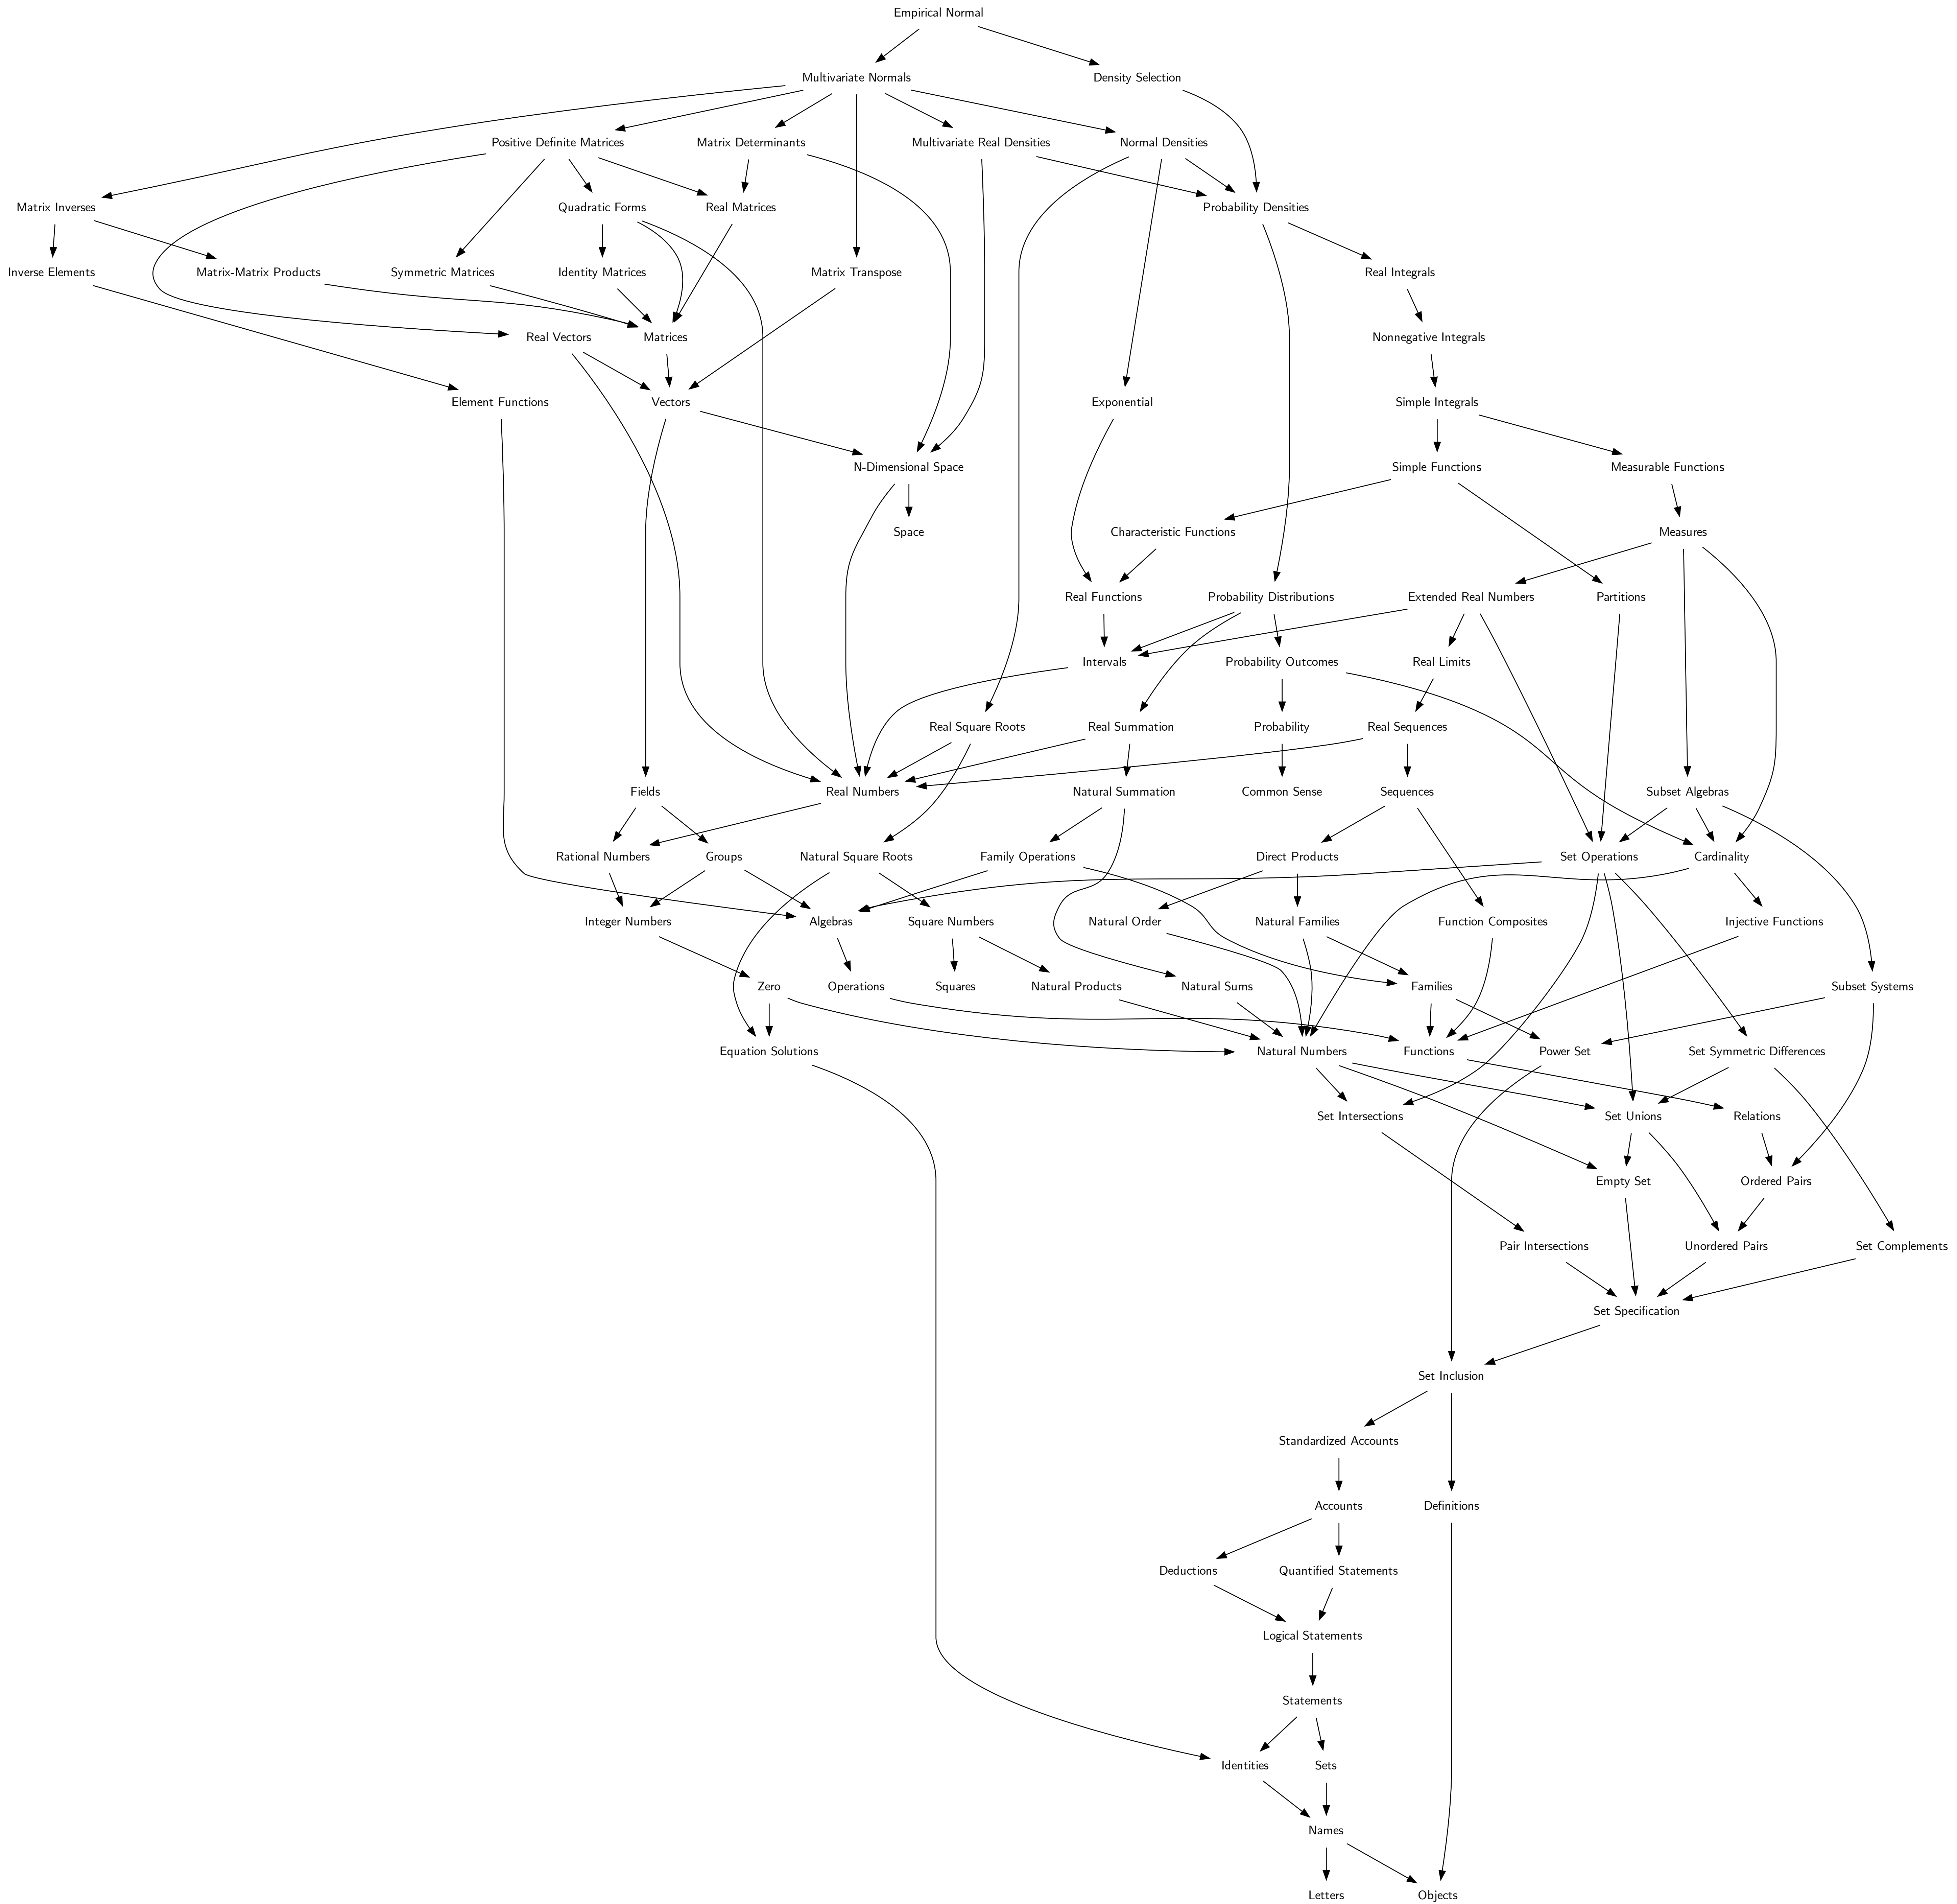 Empirical Normal
Multivariate Normals
Density Selection
Positive Definite Matrices
Matrix Determinants
Multivariate Real Densities
Normal Densities
Matrix Inverses
Quadratic Forms
Real Matrices
Probability Densities
Inverse Elements
Matrix-Matrix Products
Symmetric Matrices
Identity Matrices
Matrix Transpose
Real Integrals
Real Vectors
Matrices
Nonnegative Integrals
Element Functions
Vectors
Exponential
Simple Integrals
N-Dimensional Space
Simple Functions
Measurable Functions
Space
Characteristic Functions
Measures
Real Functions
Probability Distributions
Extended Real Numbers
Partitions
Intervals
Probability Outcomes
Real Limits
Real Square Roots
Real Summation
Probability
Real Sequences
Fields
Real Numbers
Natural Summation
Common Sense
Sequences
Subset Algebras
Rational Numbers
Groups
Natural Square Roots
Family Operations
Direct Products
Set Operations
Cardinality
Integer Numbers
Algebras
Square Numbers
Natural Order
Natural Families
Function Composites
Injective Functions
Zero
Operations
Squares
Natural Products
Natural Sums
Families
Subset Systems
Equation Solutions
Natural Numbers
Functions
Power Set
Set Symmetric Differences
Set Intersections
Set Unions
Relations
Empty Set
Ordered Pairs
Pair Intersections
Unordered Pairs
Set Complements
Set Specification
Set Inclusion
Standardized Accounts
Accounts
Definitions
Deductions
Quantified Statements
Logical Statements
Statements
Identities
Sets
Names
Letters
Objects